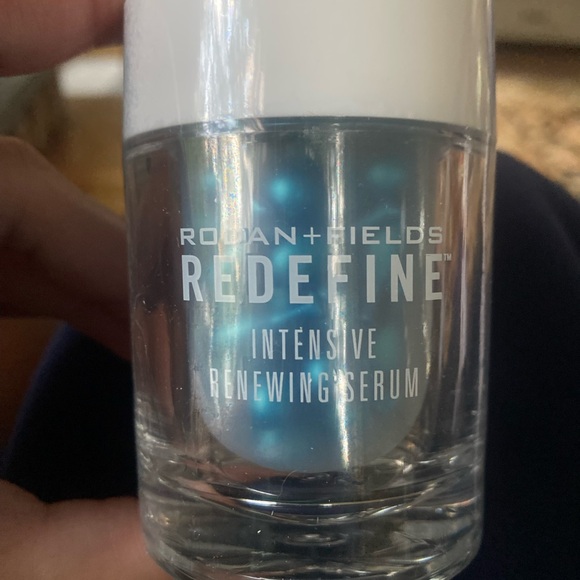 RODAN+FIELDS
REDEFINE™
INTENSIVE
RENEWING SERUM